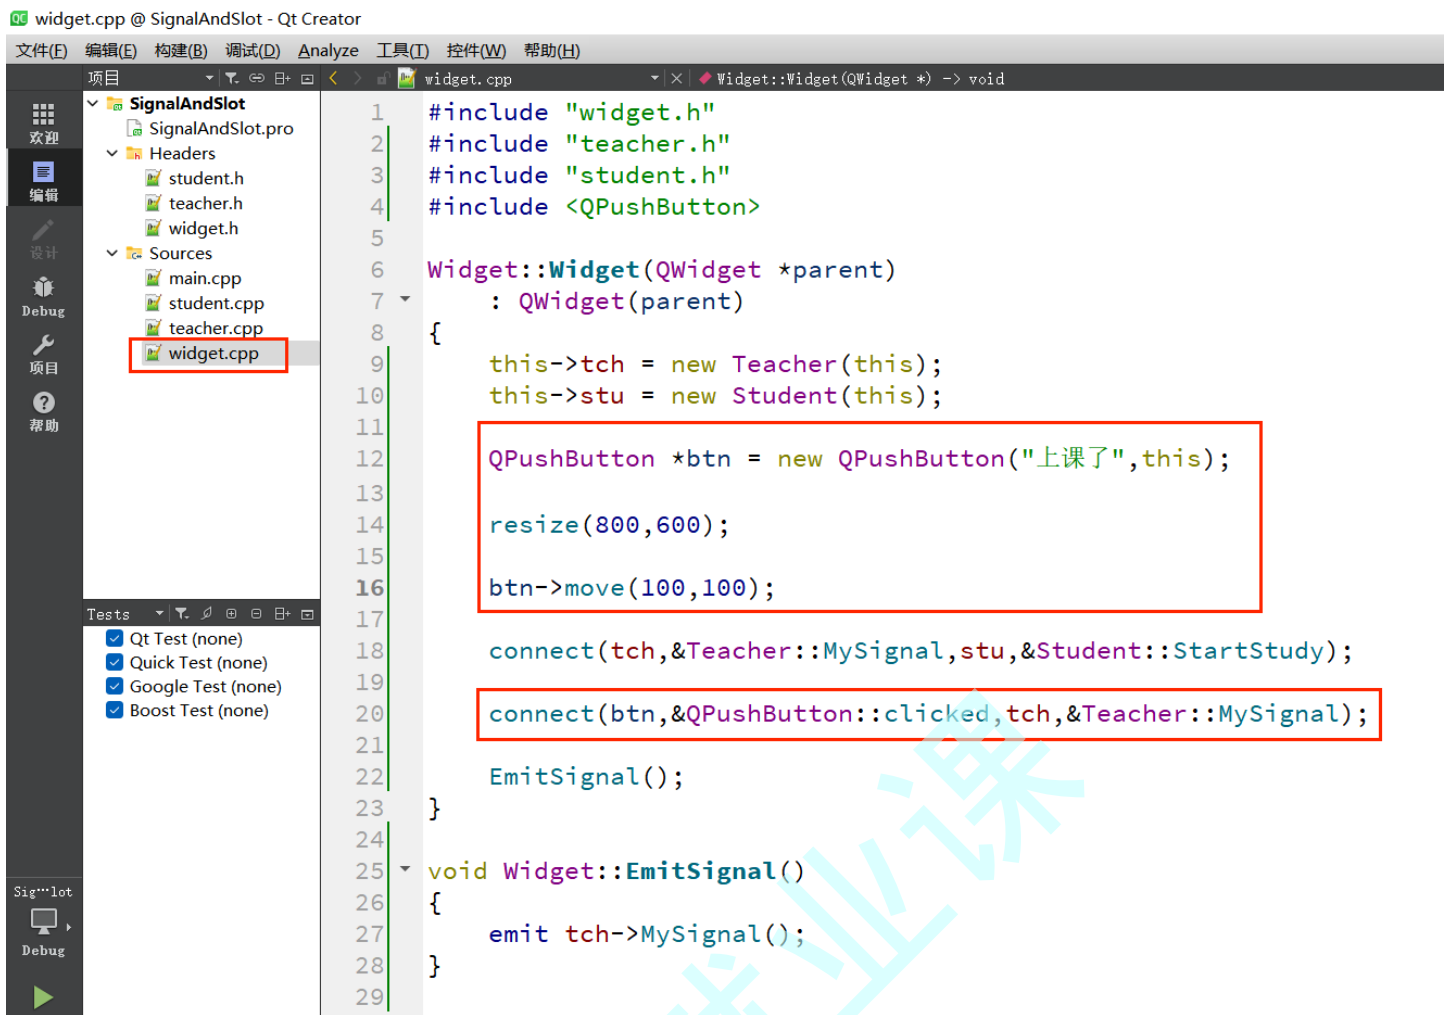 widget.cpp @ SignalAndSlot - Qt Creator
文件(F) 编辑(E) 构建(B) 调试(D) Analyze 工具(T) 控件(W) 帮助(H)
项目
widget.cpp
Widget::Widget(QWidget *) -> void
欢迎
编辑
设计
Debug
项目
帮助
SignalAndSlot
SignalAndSlot.pro
Headers
student.h
teacher.h
widget.h
Sources
main.cpp
student.cpp
teacher.cpp
widget.cpp
Tests
Qt Test (none)
Quick Test (none)
Google Test (none)
Boost Test (none)
Sig···lot
Debug
1 #include "widget.h"
2 #include "teacher.h"
3 #include "student.h"
4 #include <QPushButton>
5
6 Widget::Widget(QWidget *parent)
7     : QWidget(parent)
8 {
9     this->tch = new Teacher(this);
10     this->stu = new Student(this);
11
12     QPushButton *btn = new QPushButton("上课了",this);
13
14     resize(800,600);
15
16     btn->move(100,100);
17
18     connect(tch,&Teacher::MySignal,stu,&Student::StartStudy);
19
20     connect(btn,&QPushButton::clicked,tch,&Teacher::MySignal);
21
22     EmitSignal();
23 }
24
25 void Widget::EmitSignal()
26 {
27     emit tch->MySignal();
28 }
29
就业课